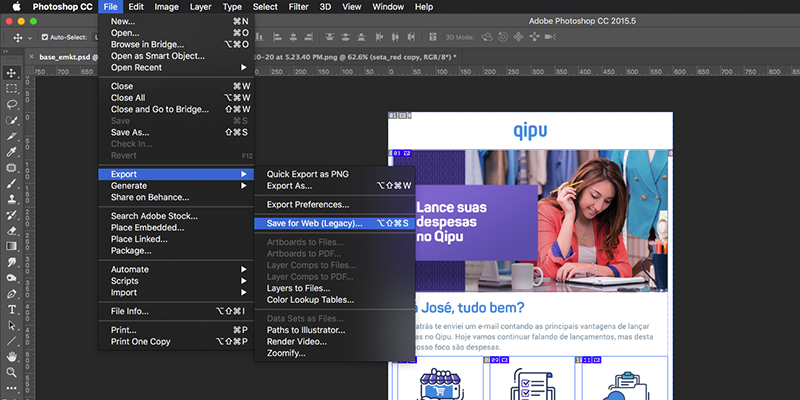 Photoshop CC File Edit Image Layer Type Select Filter 3D View Window Help
Adobe Photoshop CC 2015.5
Auto-Select: 3D Mode:
base_emkt.psd @ 0-20 at 5.23.40 PM.png @ 62.6% (seta_red copy, RGB/8*)
New... ⌘N
Open... ⌘O
Browse in Bridge... ⌥⌘O
Open as Smart Object...
Open Recent
Close ⌘W
Close All ⌥⌘W
Close and Go to Bridge... ⇧⌘W
Save ⌘S
Save As... ⇧⌘S
Check In...
Revert F12
Export
Generate
Share on Behance...
Search Adobe Stock...
Place Embedded...
Place Linked...
Package...
Automate
Scripts
Import
File Info... ⌥⇧⌘I
Print... ⌘P
Print One Copy ⌥⇧⌘P
Quick Export as PNG
Export As... ⌥⇧⌘W
Export Preferences...
Save for Web (Legacy)... ⌥⇧⌘S
Artboards to Files...
Artboards to PDF...
Layer Comps to Files...
Layer Comps to PDF...
Layers to Files...
Color Lookup Tables...
Data Sets as Files...
Paths to Illustrator...
Render Video...
Zoomify...
qipu
Lance suas
despesas
no Qipu
José, tudo bem?
atrás te enviei um e-mail contando as principais vantagens de lançar
no Qipu. Hoje vamos continuar falando de lançamentos, mas desta
nosso foco são despesas.